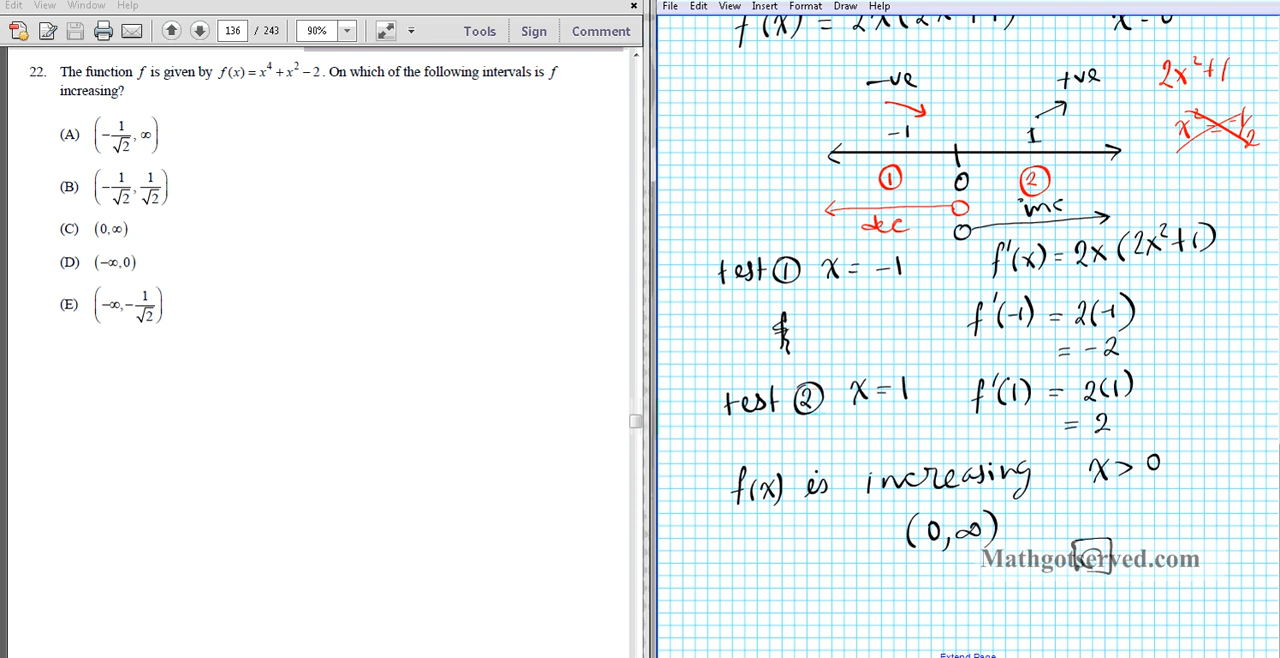 Edit View Window Help
136 / 243 90% Tools Sign Comment
22. The function f is given by f(x) = x⁴ + x² − 2. On which of the following intervals is f
increasing?
(A) (−1/√2, ∞)
(B) (−1/√2, 1/√2)
(C) (0, ∞)
(D) (−∞, 0)
(E) (−∞, −1/√2)
File Edit View Insert Format Draw Help
f'(x) = 2x(2x²+1) x = 0
−ve +ve 2x²+1
−1 1 x² = −1/2
① 0 ②
dec inc
test ① x = −1 f'(x) = 2x(2x²+1)
f'(−1) = 2(−1)
= −2
test ② x = 1 f'(1) = 2(1)
= 2
f(x) is increasing x > 0
(0, ∞)
C
Mathgotserved.com
Extend Page